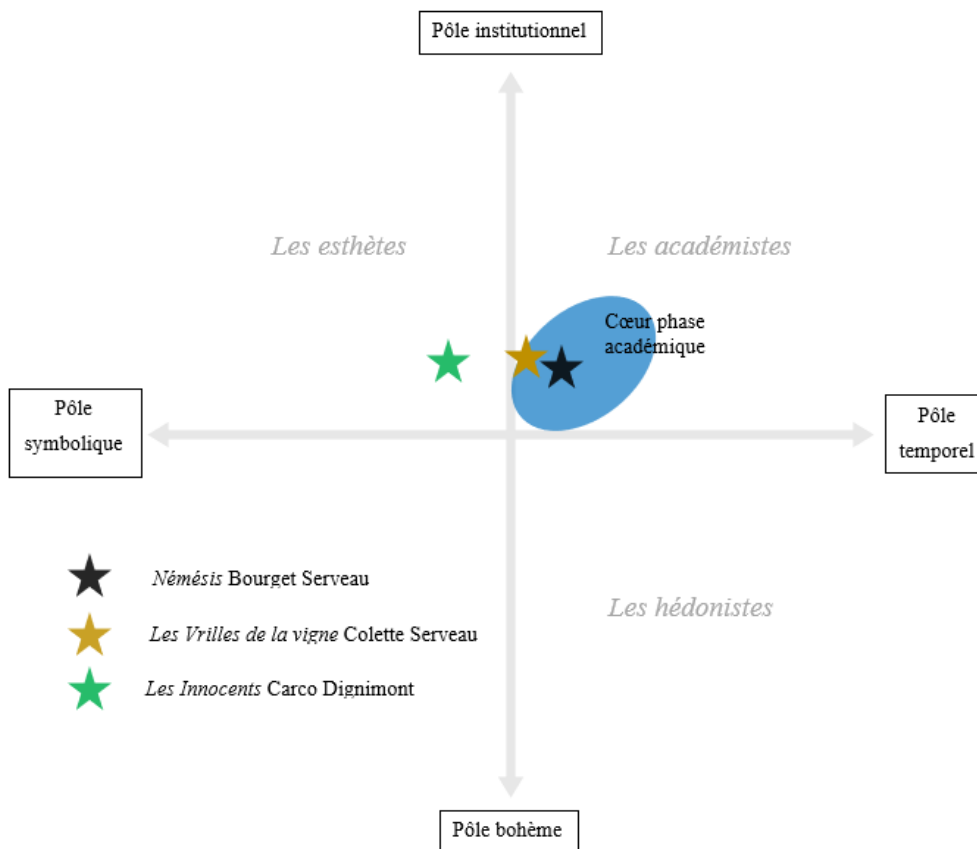 Pôle institutionnel
Les esthètes
Les académistes
Cœur phase
académique
Pôle
symbolique
Pôle
temporel
Némésis Bourget Serveau
Les Vrilles de la vigne Colette Serveau
Les Innocents Carco Dignimont
Les hédonistes
Pôle bohème